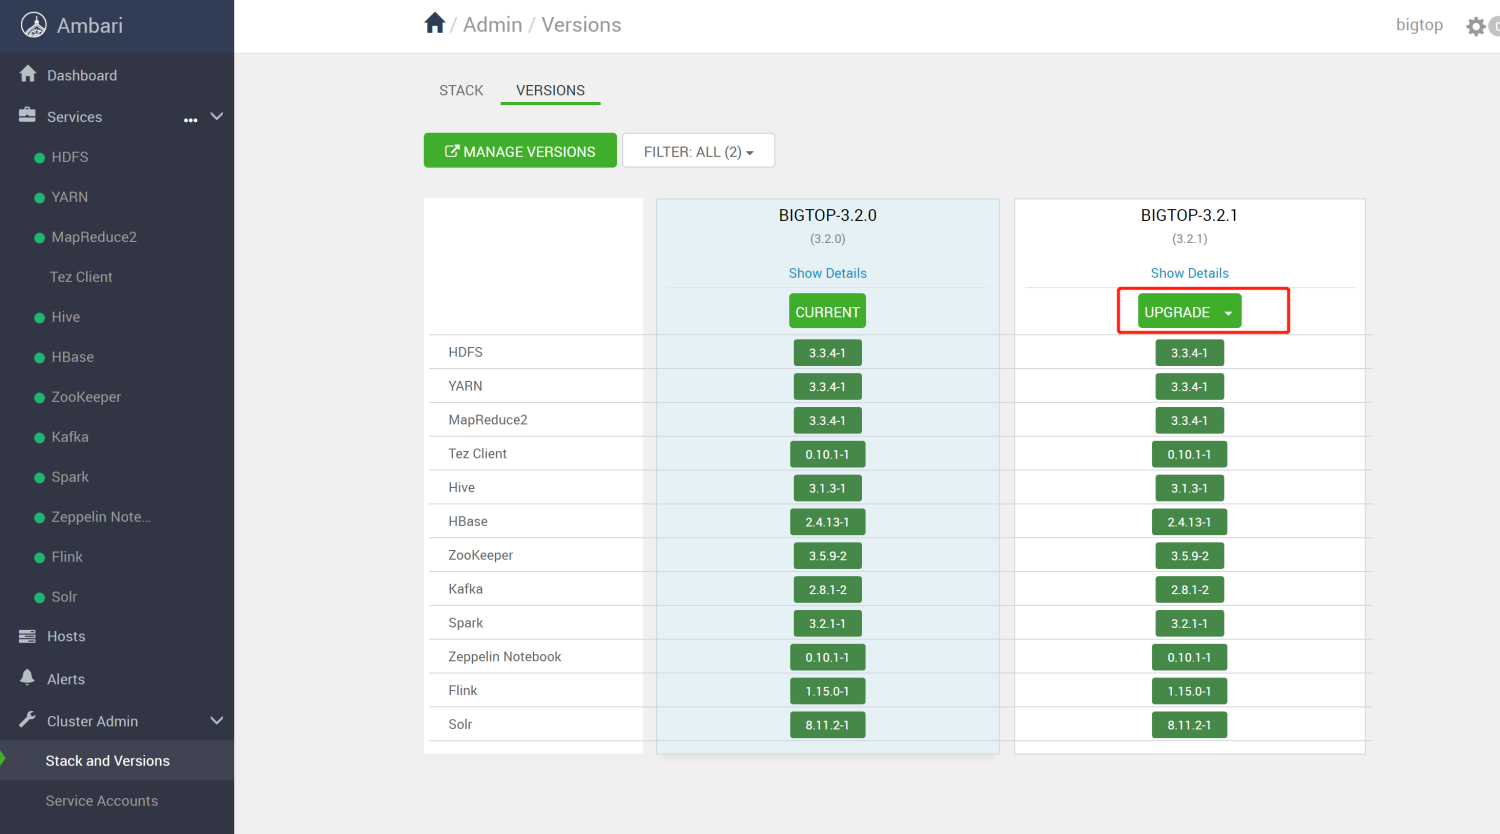 Ambari
/ Admin / Versions
bigtop
Dashboard
Services
...
HDFS
YARN
MapReduce2
Tez Client
Hive
HBase
ZooKeeper
Kafka
Spark
Zeppelin Note...
Flink
Solr
Hosts
Alerts
Cluster Admin
Stack and Versions
Service Accounts
STACK
VERSIONS
MANAGE VERSIONS
FILTER: ALL (2)
BIGTOP-3.2.0
(3.2.0)
Show Details
CURRENT
BIGTOP-3.2.1
(3.2.1)
Show Details
UPGRADE
HDFS 3.3.4-1 3.3.4-1
YARN 3.3.4-1 3.3.4-1
MapReduce2 3.3.4-1 3.3.4-1
Tez Client 0.10.1-1 0.10.1-1
Hive 3.1.3-1 3.1.3-1
HBase 2.4.13-1 2.4.13-1
ZooKeeper 3.5.9-2 3.5.9-2
Kafka 2.8.1-2 2.8.1-2
Spark 3.2.1-1 3.2.1-1
Zeppelin Notebook 0.10.1-1 0.10.1-1
Flink 1.15.0-1 1.15.0-1
Solr 8.11.2-1 8.11.2-1